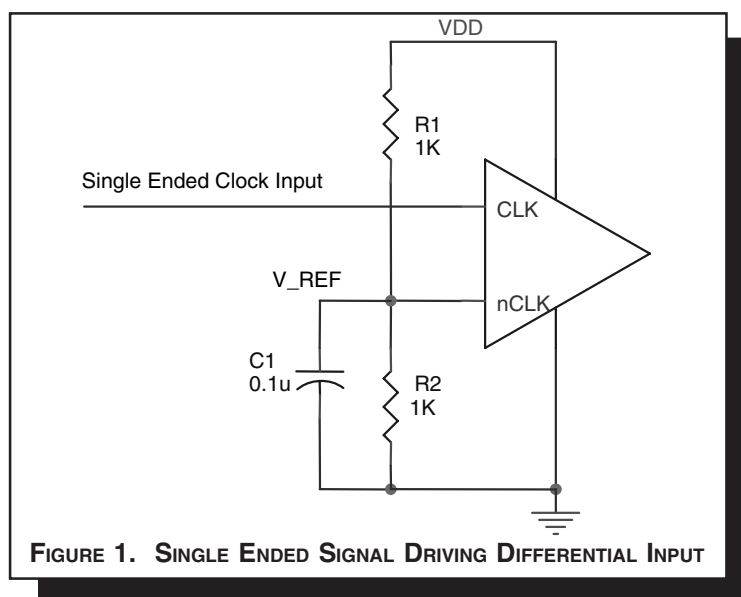 VDD
R1
1K
Single Ended Clock Input
CLK
V_REF
nCLK
C1
0.1u
R2
1K
FIGURE 1. SINGLE ENDED SIGNAL DRIVING DIFFERENTIAL INPUT